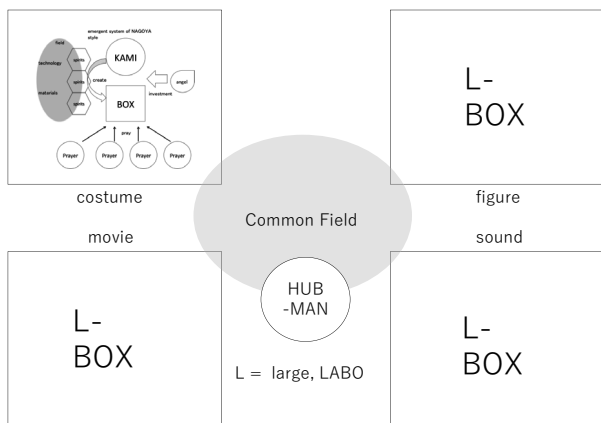 emergent system of NAGOYA
style
field
spirits
KAMI
technology
spirits
create
angel
investment
materials
BOX
spirits
pray
Prayer
Prayer
Prayer
Prayer
L-
BOX
costume
figure
Common Field
movie
sound
HUB
-MAN
L-
BOX
L-
BOX
L = large, LABO